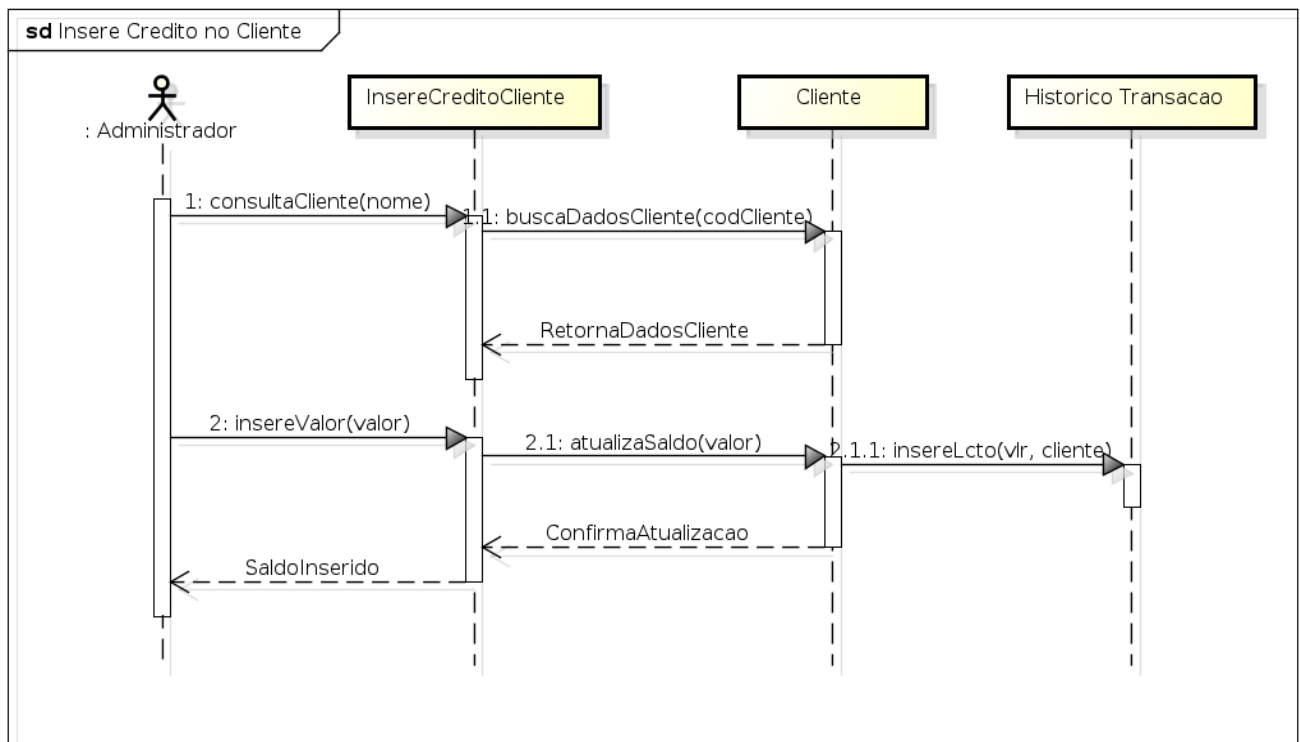 sd Insere Credito no Cliente
InsereCreditoCliente
Cliente
Historico Transacao
: Administrador
1: consultaCliente(nome)
1.1: buscaDadosCliente(codCliente)
RetornaDadosCliente
2: insereValor(valor)
2.1: atualizaSaldo(valor)
2.1.1: insereLcto(vlr, cliente)
ConfirmaAtualizacao
SaldoInserido